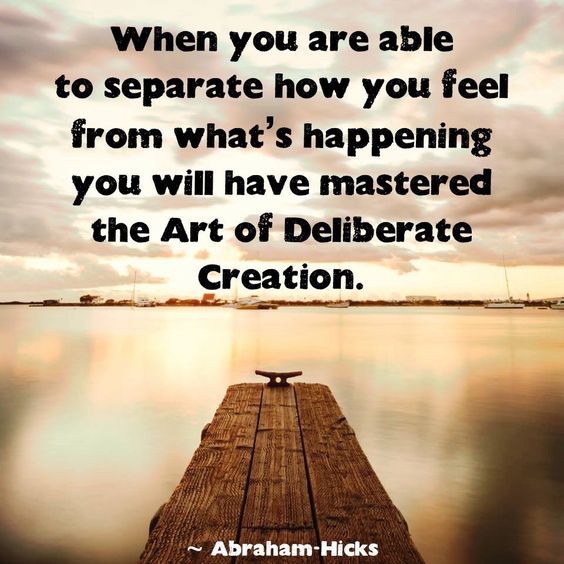 When you are able
to separate how you feel
from what's happening
you will have mastered
the Art of Deliberate
Creation.
~ Abraham-Hicks